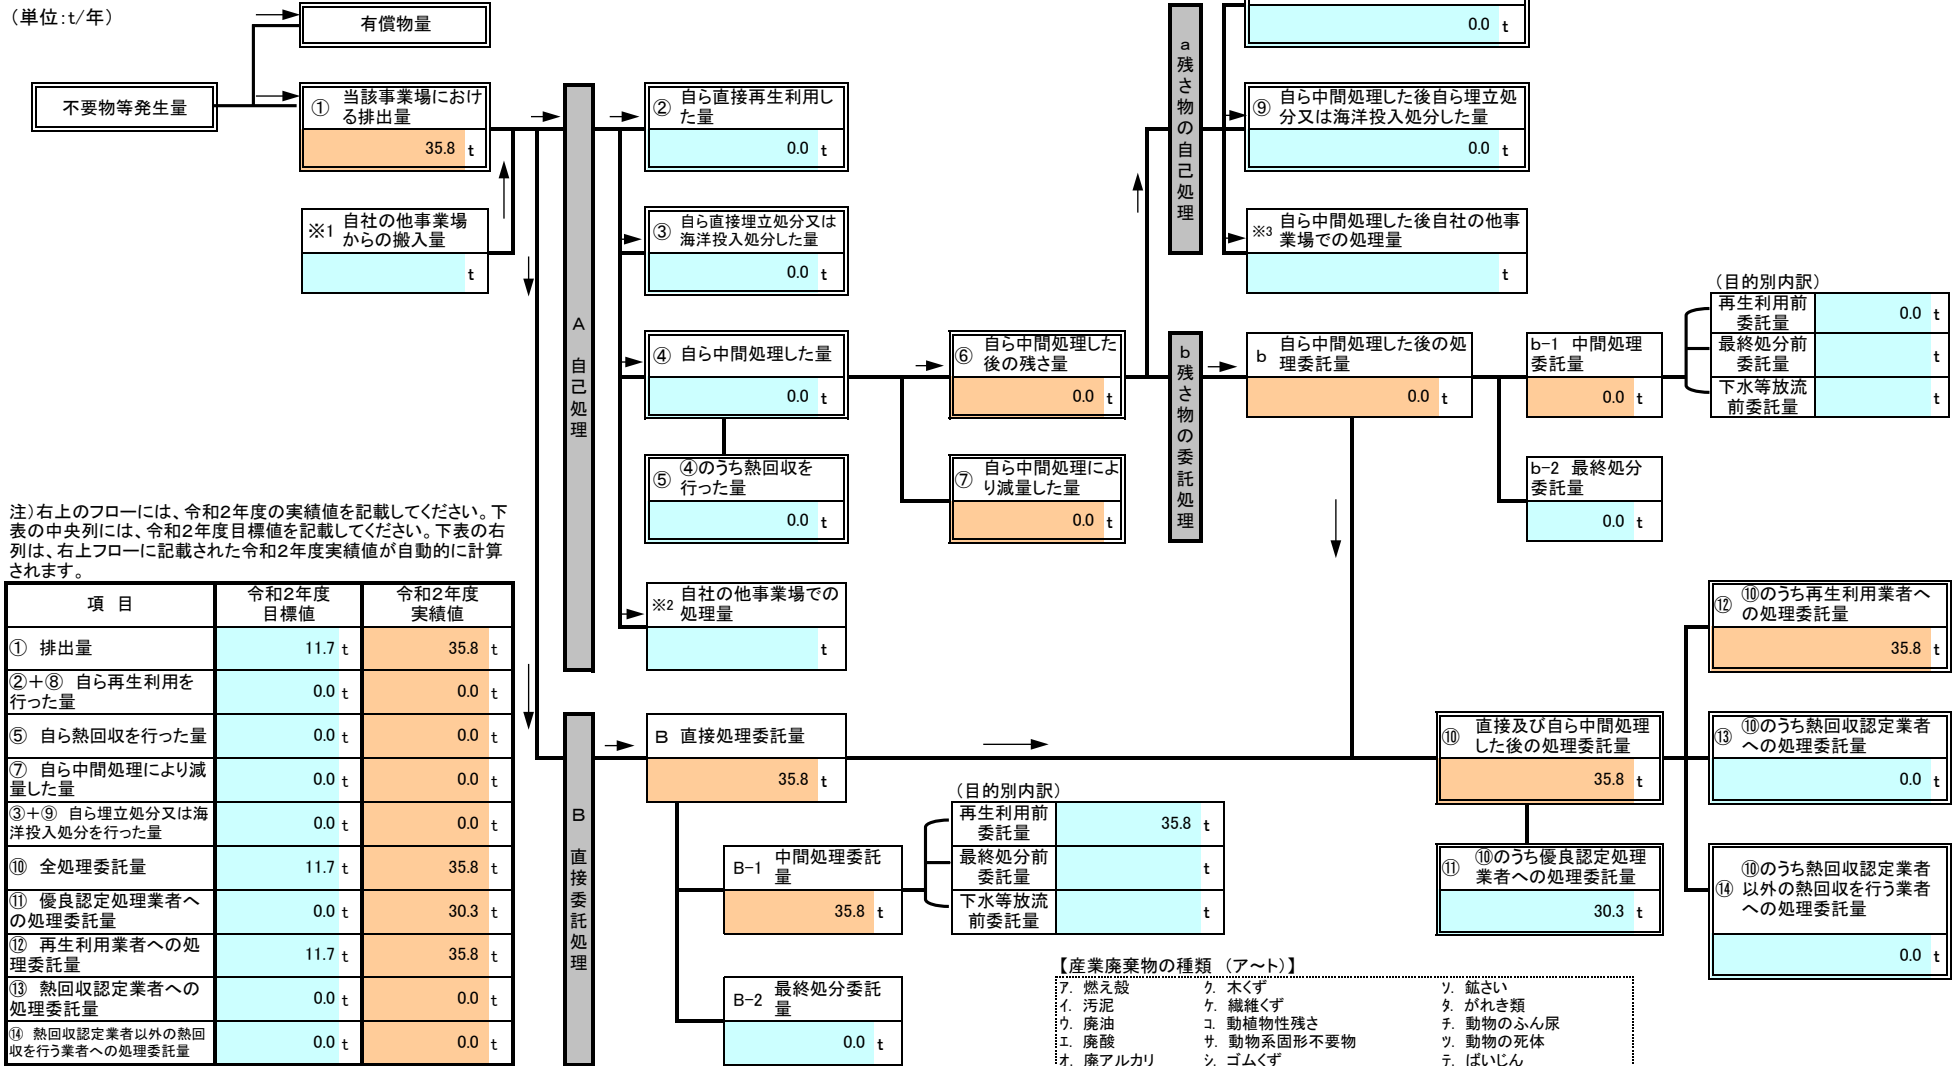 （単位：t/年）
有償物量
不要物等発生量
① 当該事業場におけ
る排出量
35.8 t
※1 自社の他事業場
からの搬入量
t
A 自己処理
② 自ら直接再生利用し
た量
0.0 t
③ 自ら直接埋立処分又は
海洋投入処分した量
0.0 t
④ 自ら中間処理した量
0.0 t
⑤ ④のうち熱回収を
行った量
0.0 t
※2 自社の他事業場での
処理量
t
⑥ 自ら中間処理した
後の残さ量
0.0 t
⑦ 自ら中間処理によ
り減量した量
0.0 t
a 残さ物の自己処理
0.0 t
⑨ 自ら中間処理した後自ら埋立処
分又は海洋投入処分した量
0.0 t
※3 自ら中間処理した後自社の他事
業場での処理量
t
b 残さ物の委託処理
b 自ら中間処理した後の処
理委託量
0.0 t
b-1 中間処理
委託量
0.0 t
b-2 最終処分
委託量
0.0 t
（目的別内訳）
再生利用前
委託量
0.0 t
最終処分前
委託量
t
下水等放流
前委託量
t
注）右上のフローには、令和２年度の実績値を記載してください。下
表の中央列には、令和２年度目標値を記載してください。下表の右
列は、右上フローに記載された令和２年度実績値が自動的に計算
されます。
項 目 令和２年度
目標値 令和２年度
実績値
① 排出量 11.7 t 35.8 t
②＋⑧ 自ら再生利用を
行った量 0.0 t 0.0 t
⑤ 自ら熱回収を行った量 0.0 t 0.0 t
⑦ 自ら中間処理により減
量した量 0.0 t 0.0 t
③＋⑨ 自ら埋立処分又は海
洋投入処分を行った量 0.0 t 0.0 t
⑩ 全処理委託量 11.7 t 35.8 t
⑪ 優良認定処理業者へ
の処理委託量 0.0 t 30.3 t
⑫ 再生利用業者への処
理委託量 11.7 t 35.8 t
⑬ 熱回収認定業者への
処理委託量 0.0 t 0.0 t
⑭ 熱回収認定業者以外の熱回
収を行う業者への処理委託量 0.0 t 0.0 t
B 直接委託処理
B 直接処理委託量
35.8 t
B-1 中間処理委託
量
35.8 t
B-2 最終処分委託
量
0.0 t
（目的別内訳）
再生利用前
委託量
35.8 t
最終処分前
委託量
t
下水等放流
前委託量
t
⑩ 直接及び自ら中間処理
した後の処理委託量
35.8 t
⑪ ⑩のうち優良認定処理
業者への処理委託量
30.3 t
⑫ ⑩のうち再生利用業者へ
の処理委託量
35.8 t
⑬ ⑩のうち熱回収認定業者
への処理委託量
0.0 t
⑭ ⑩のうち熱回収認定業者
以外の熱回収を行う業者
への処理委託量
0.0 t
【産業廃棄物の種類 （ア～ト）】
ア. 燃え殻 ク. 木くず ソ. 鉱さい
イ. 汚泥 ケ. 繊維くず タ. がれき類
ウ. 廃油 コ. 動植物性残さ チ. 動物のふん尿
エ. 廃酸 サ. 動物系固形不要物 ツ. 動物の死体
オ. 廃アルカリ シ. ゴムくず テ. ばいじん